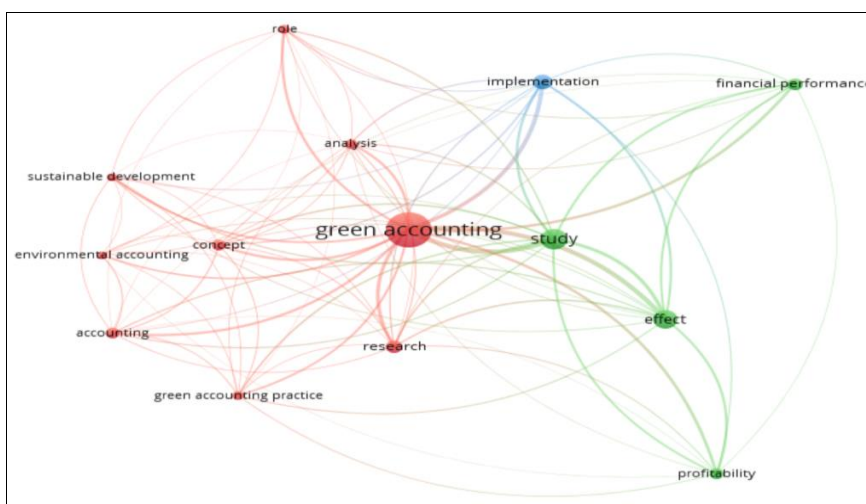 role
implementation
financial performance
analysis
sustainable development
green accounting
study
concept
environmental accounting
effect
accounting
research
green accounting practice
profitability